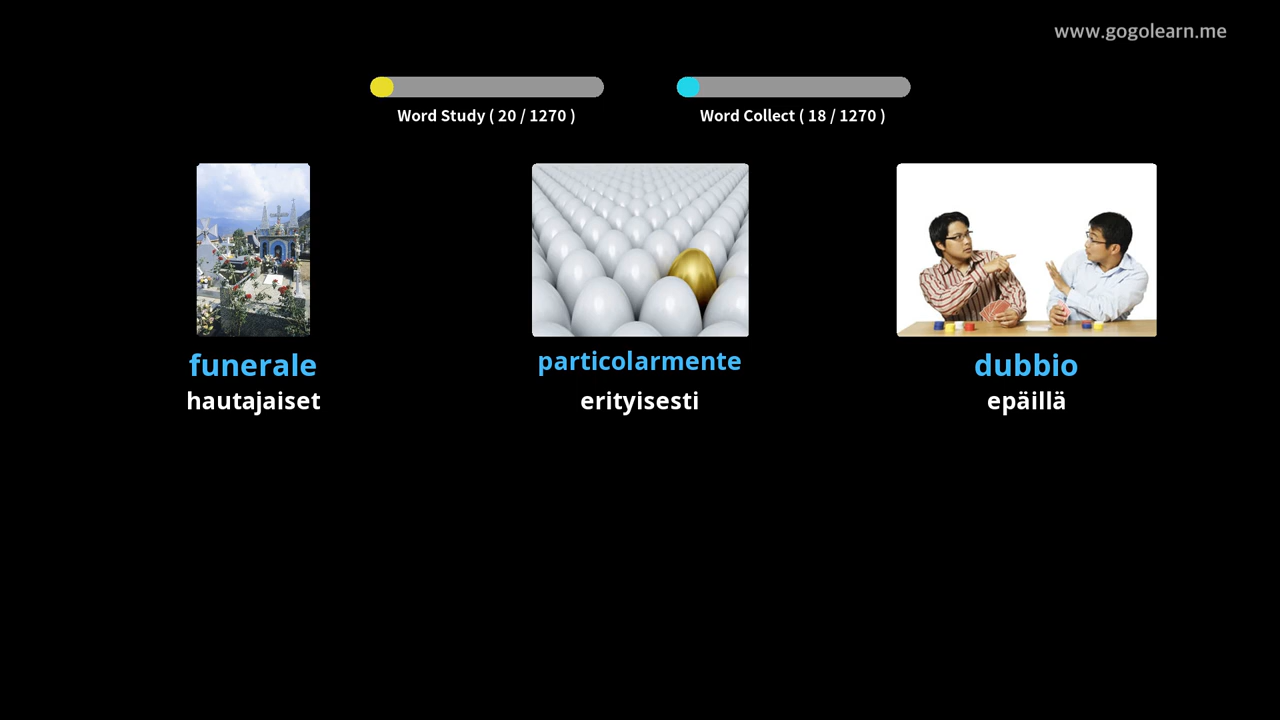 www.gogolearn.me
Word Study ( 20 / 1270 )
Word Collect ( 18 / 1270 )
funerale
hautajaiset
particolarmente
erityisesti
dubbio
epäillä